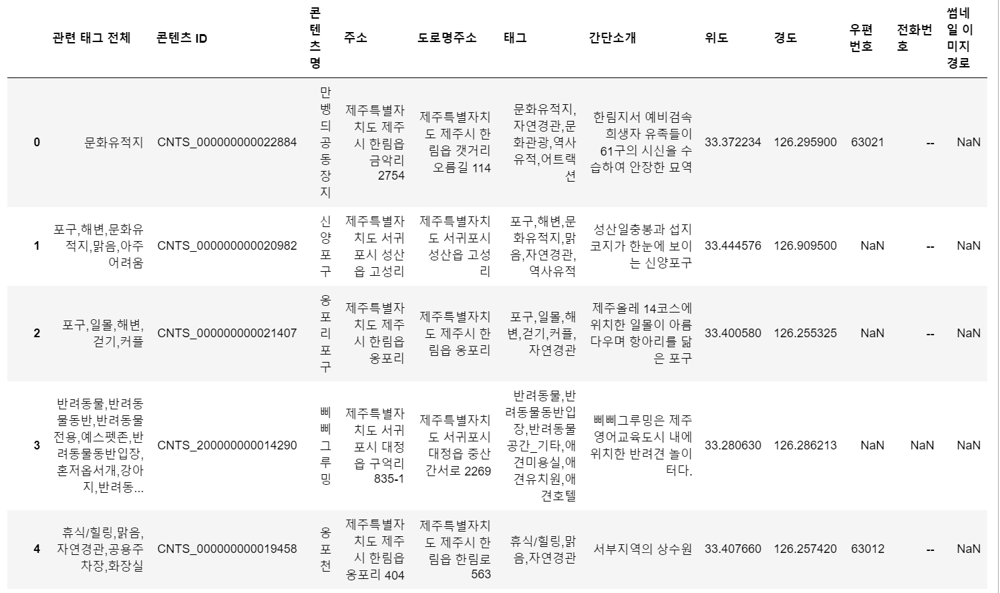 관련 태그 전체 콘텐츠 ID 콘텐츠명 주소 도로명주소 태그 간단소개 위도 경도 우편번호 전화번호 썸네일 이미지 경로
0 문화유적지 CNTS_000000000022884 만벵듸공동장지 제주특별자치도 제주시 한림읍 금악리 2754 제주특별자치도 제주시 한림읍 갯거리오름길 114 문화유적지,자연경관,문화관광,역사유적,어트랙션 한림지서 예비검속 희생자 유족들이 61구의 시신을 수습하여 안장한 묘역 33.372234 126.295900 63021 -- NaN
1 포구,해변,문화유적지,맑음,아주어려움 CNTS_000000000020982 신양포구 제주특별자치도 서귀포시 성산읍 고성리 제주특별자치도 서귀포시 성산읍 고성리 포구,해변,문화유적지,맑음,자연경관,역사유적 성산일충봉과 섭지코지가 한눈에 보이는 신양포구 33.444576 126.909500 NaN -- NaN
2 포구,일몰,해변,걷기,커플 CNTS_000000000021407 옹포리포구 제주특별자치도 제주시 한림읍 옹포리 제주특별자치도 제주시 한림읍 옹포리 포구,일몰,해변,걷기,커플,자연경관 제주올레 14코스에 위치한 일몰이 아름다우며 항아리를 닮은 포구 33.400580 126.255325 NaN -- NaN
3 반려동물,반려동물동반,반려동물전용,예스펫존,반려동물동반입장,혼저옵서개,강아지,반려동... CNTS_200000000014290 삐삐그루밍 제주특별자치도 서귀포시 대정읍 구억리 835-1 제주특별자치도 서귀포시 대정읍 중산간서로 2269 반려동물,반려동물동반입장,반려동물공간_기타,애견미용실,애견유치원,애견호텔 삐삐그루밍은 제주영어교육도시 내에 위치한 반려견 놀이터다. 33.280630 126.286213 NaN NaN NaN
4 휴식/힐링,맑음,자연경관,공용주차장,화장실 CNTS_000000000019458 옹포천 제주특별자치도 제주시 한림읍 옹포리 404 제주특별자치도 제주시 한림읍 한림로 563 휴식/힐링,맑음,자연경관 서부지역의 상수원 33.407660 126.257420 63012 -- NaN